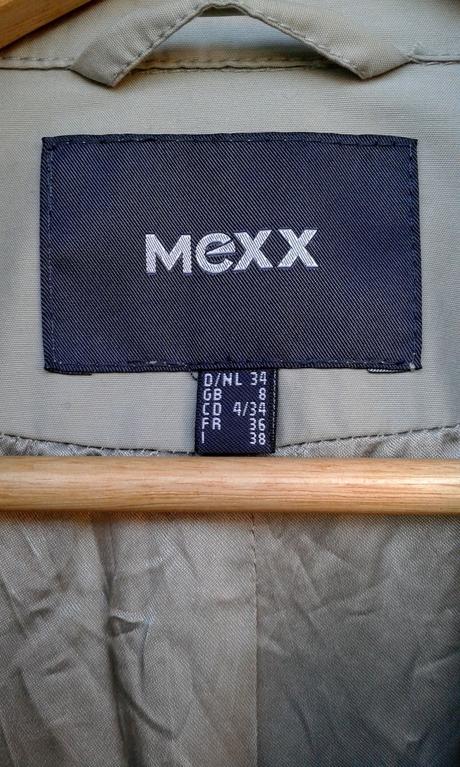 Mexx
D/NL 34
GB 8
CD 4/34
FR 36
I 38